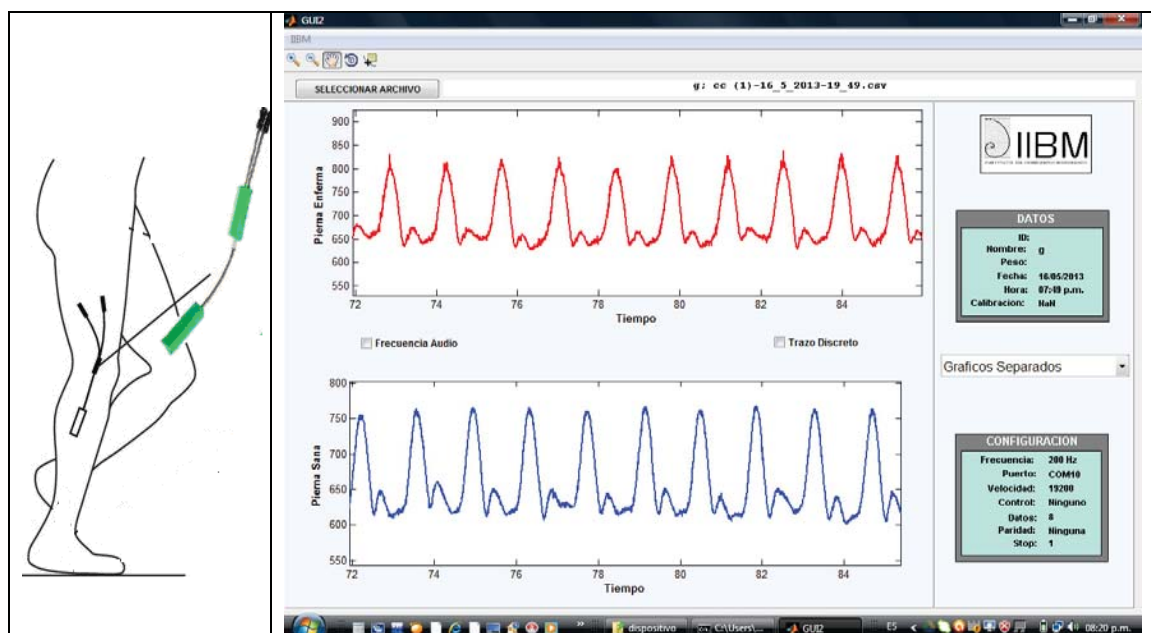 GUI2
IIBM
SELECCIONAR ARCHIVO
g: cc (1)-16_5_2013-19_49.csv
Pierna Enferma
900
850
800
750
700
650
600
550
72 74 76 78 80 82 84
Tiempo
Frecuencia Audio
Trazo Discreto
Pierna Sana
800
750
700
650
600
550
72 74 76 78 80 82 84
Tiempo
IIBM
DATOS
ID:
Nombre: g
Peso:
Fecha: 16/05/2013
Hora: 07:49 p.m.
Calibracion: NaN
Graficos Separados
CONFIGURACION
Frecuencia: 200 Hz
Puerto: COM10
Velocidad: 19200
Control: Ninguno
Datos: 8
Paridad: Ninguna
Stop: 1
dispositivo
C:\Users\...
GUI2
ES
08:20 p.m.